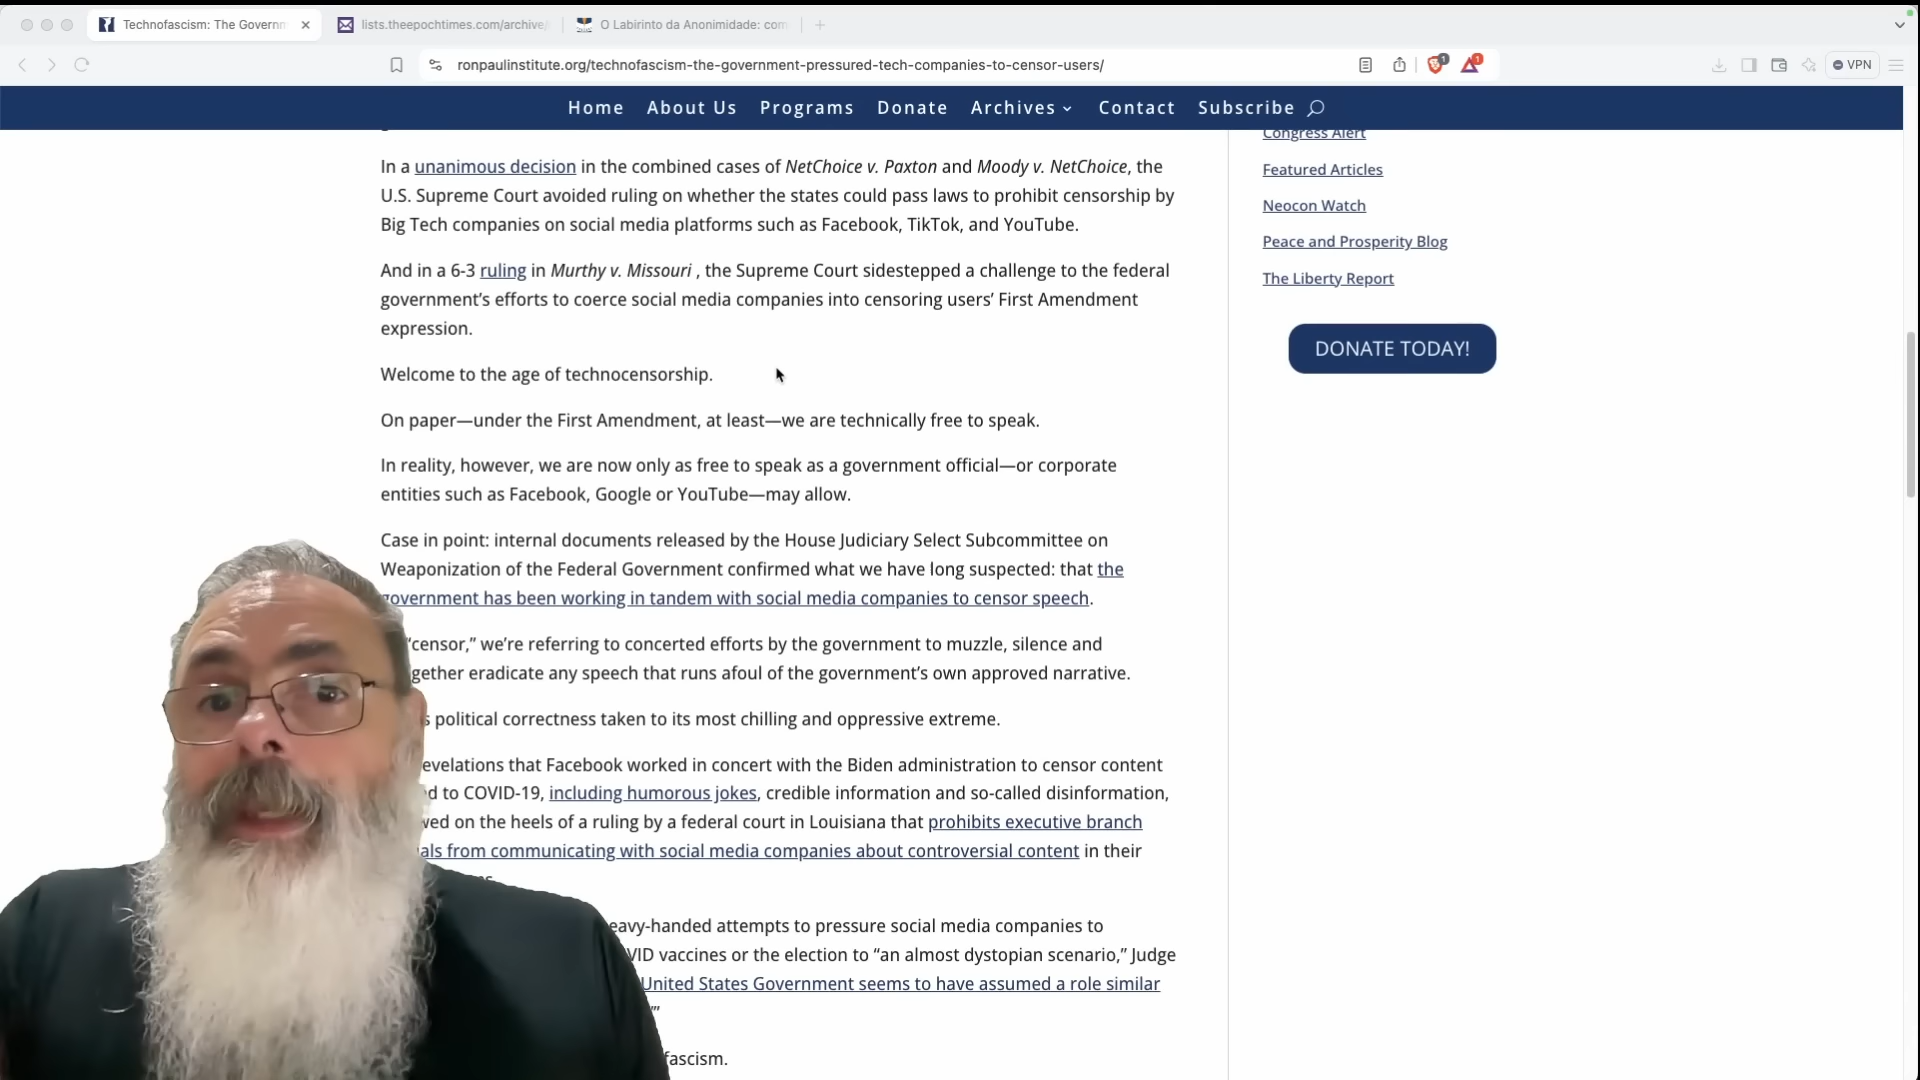 Technofascism: The Governm
lists.theepochtimes.com/archive/
O Labirinto da Anonimidade: com
ronpaulinstitute.org/technofascism-the-government-pressured-tech-companies-to-censor-users/
1
1
VPN
Home About Us Programs Donate Archives Contact Subscribe
Congress Alert
In a unanimous decision in the combined cases of NetChoice v. Paxton and Moody v. NetChoice, the
U.S. Supreme Court avoided ruling on whether the states could pass laws to prohibit censorship by
Big Tech companies on social media platforms such as Facebook, TikTok, and YouTube.
And in a 6-3 ruling in Murthy v. Missouri , the Supreme Court sidestepped a challenge to the federal
government’s efforts to coerce social media companies into censoring users’ First Amendment
expression.
Welcome to the age of technocensorship.
On paper—under the First Amendment, at least—we are technically free to speak.
In reality, however, we are now only as free to speak as a government official—or corporate
entities such as Facebook, Google or YouTube—may allow.
Case in point: internal documents released by the House Judiciary Select Subcommittee on
Weaponization of the Federal Government confirmed what we have long suspected: that the
government has been working in tandem with social media companies to censor speech.
“censor,” we’re referring to concerted efforts by the government to muzzle, silence and
gether eradicate any speech that runs afoul of the government’s own approved narrative.
s political correctness taken to its most chilling and oppressive extreme.
evelations that Facebook worked in concert with the Biden administration to censor content
d to COVID-19, including humorous jokes, credible information and so-called disinformation,
wed on the heels of a ruling by a federal court in Louisiana that prohibits executive branch
als from communicating with social media companies about controversial content in their
eavy-handed attempts to pressure social media companies to
VID vaccines or the election to “an almost dystopian scenario,” Judge
United States Government seems to have assumed a role similar
’”
fascism.
Featured Articles
Neocon Watch
Peace and Prosperity Blog
The Liberty Report
DONATE TODAY!